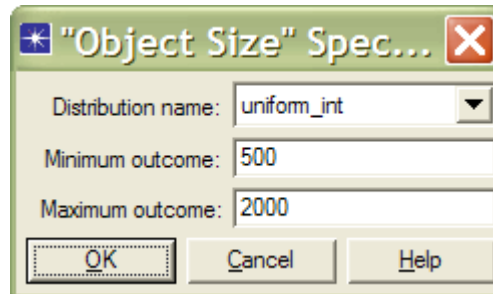 "Object Size" Spec...
Distribution name: uniform_int
Minimum outcome: 500
Maximum outcome: 2000
OK Cancel Help